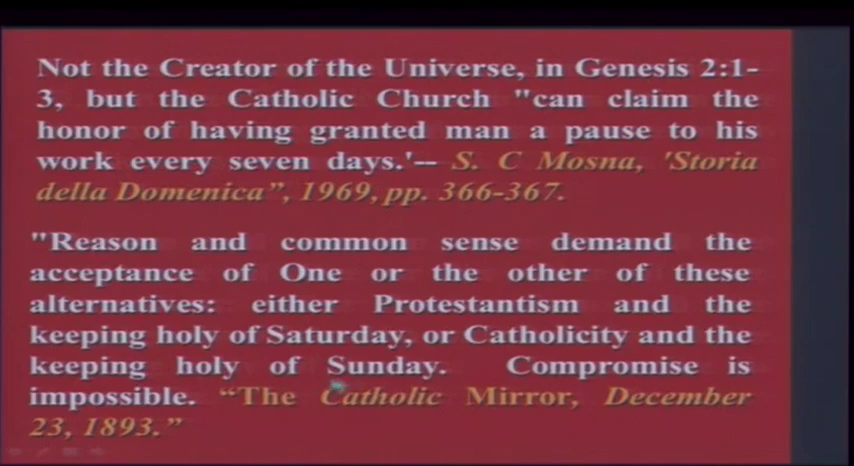 Not the Creator of the Universe, in Genesis 2:1-
3, but the Catholic Church "can claim the
honor of having granted man a pause to his
work every seven days.'-- S. C Mosna, 'Storia
della Domenica”, 1969, pp. 366-367.
"Reason and common sense demand the
acceptance of One or the other of these
alternatives: either Protestantism and the
keeping holy of Saturday, or Catholicity and the
keeping holy of Sunday. Compromise is
impossible. “The Catholic Mirror, December
23, 1893.”